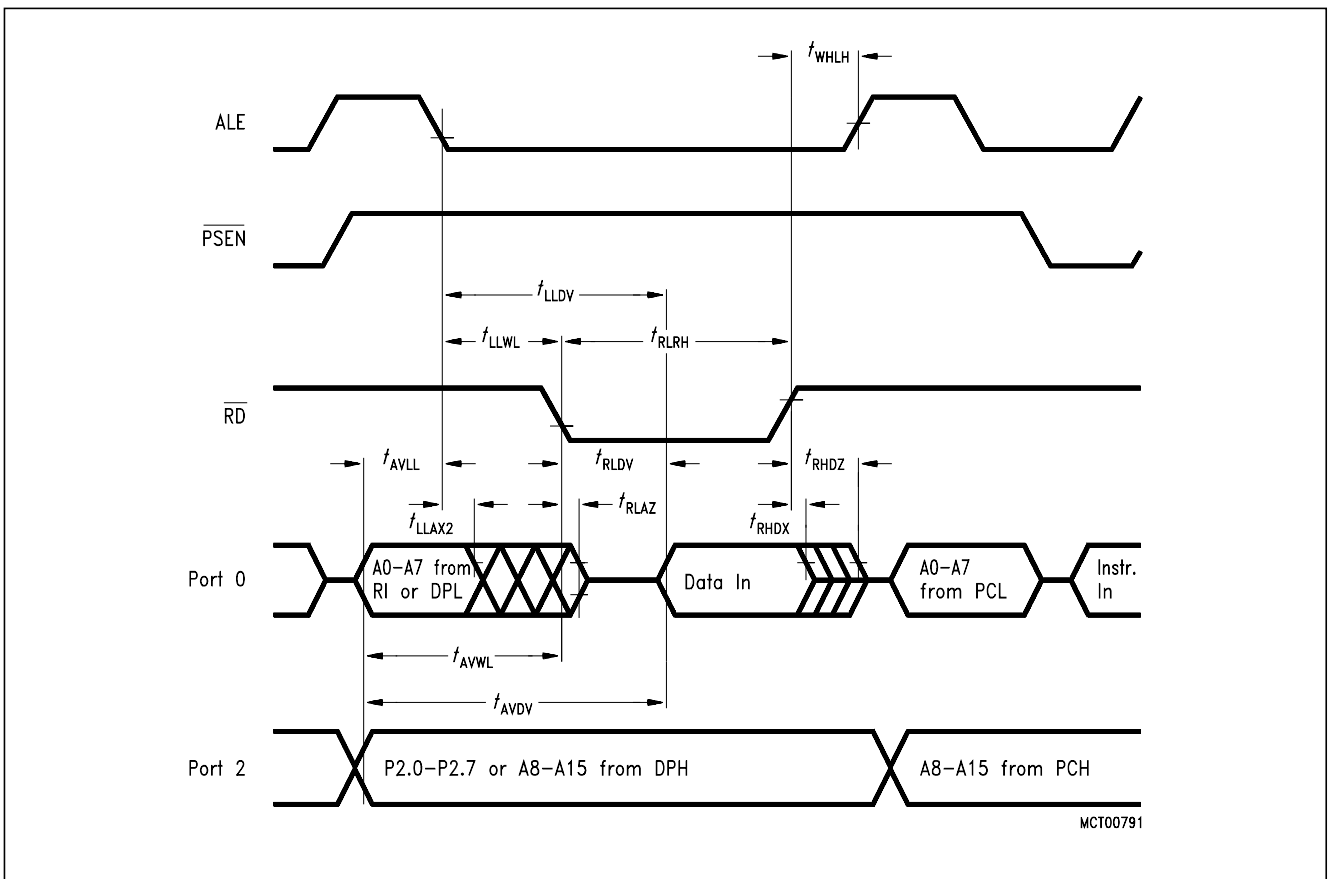 tWHLH
ALE
PSEN
tLLDV
tLLWL
tRLRH
RD
tAVLL
tRLDV
tRHDZ
tLLAX2
tRLAZ
tRHDX
Port 0
A0-A7 from
RI or DPL
Data In
A0-A7
from PCL
Instr.
In
tAVWL
tAVDV
Port 2
P2.0-P2.7 or A8-A15 from DPH
A8-A15 from PCH
MCT00791